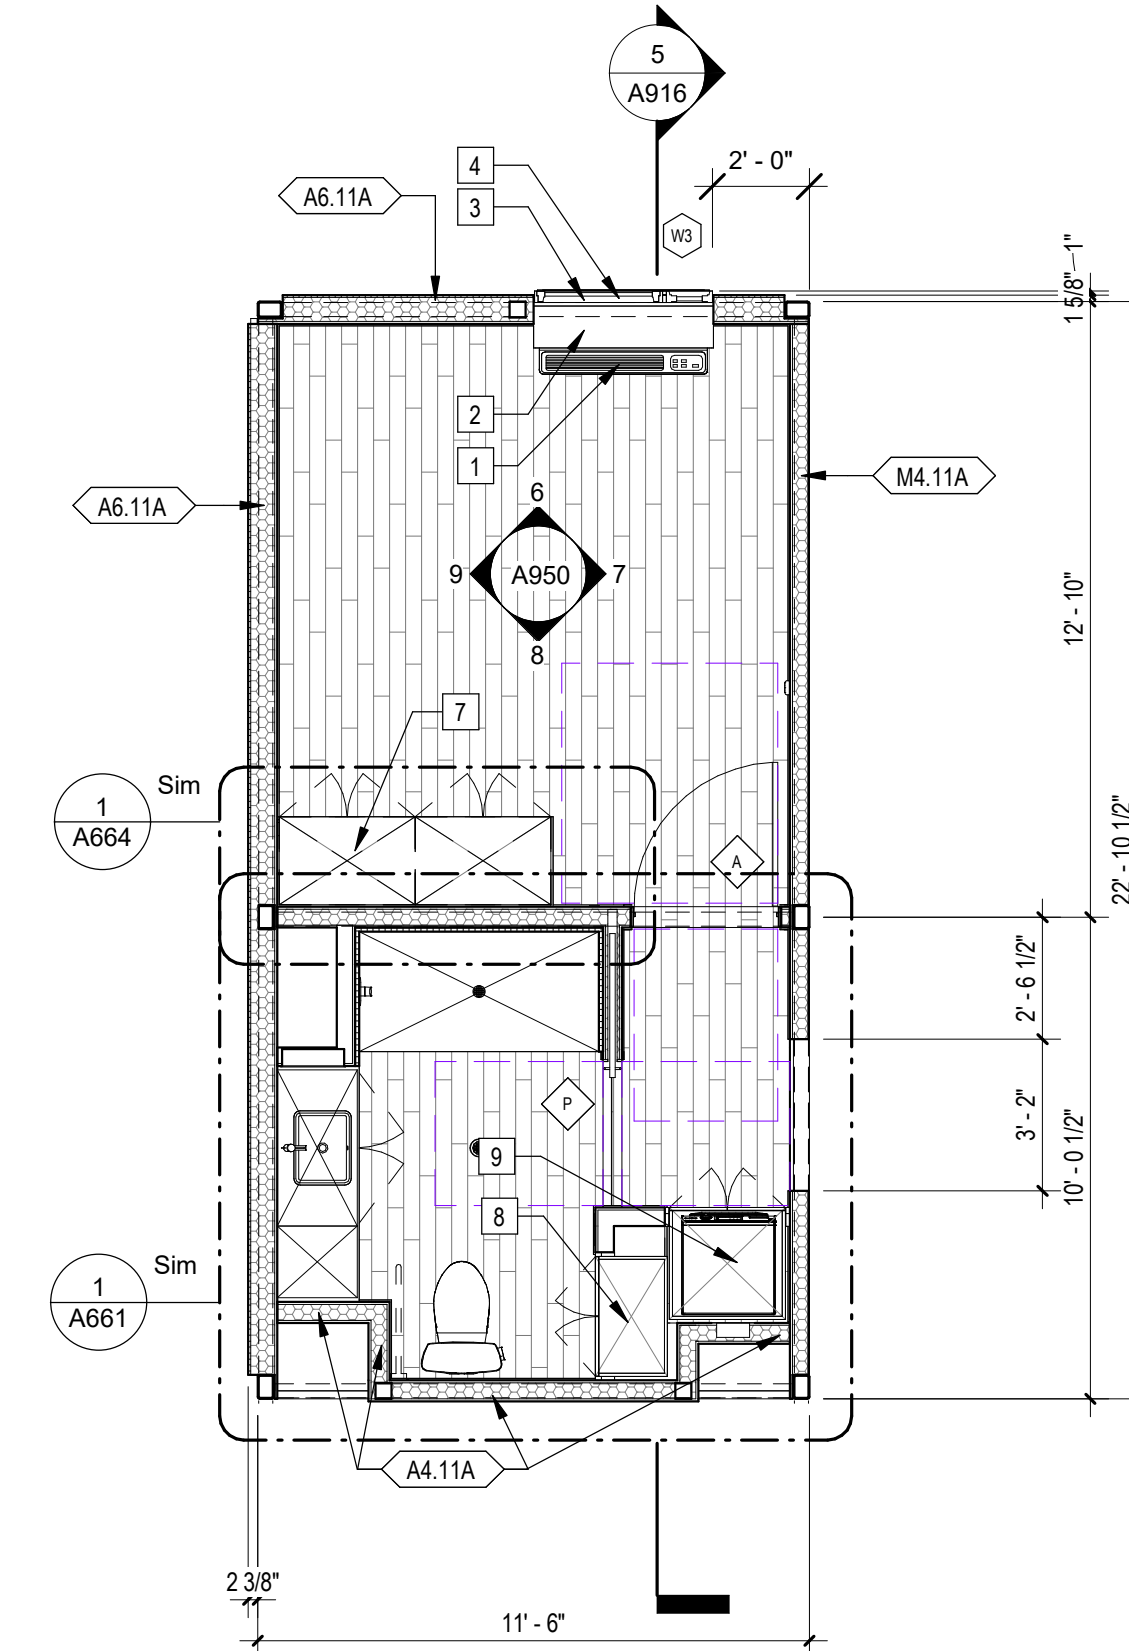 5
A916
4
2' - 0"
A6.11A
3
W3
1"
1 5/8"
2
1
M4.11A
A6.11A
6
9
A950
7
8
12' - 10"
7
Sim
1
A664
A
22' - 10 1/2"
2' - 6 1/2"
P
3' - 2"
9
10' - 0 1/2"
8
Sim
1
A661
A4.11A
2 3/8"
11' - 6"